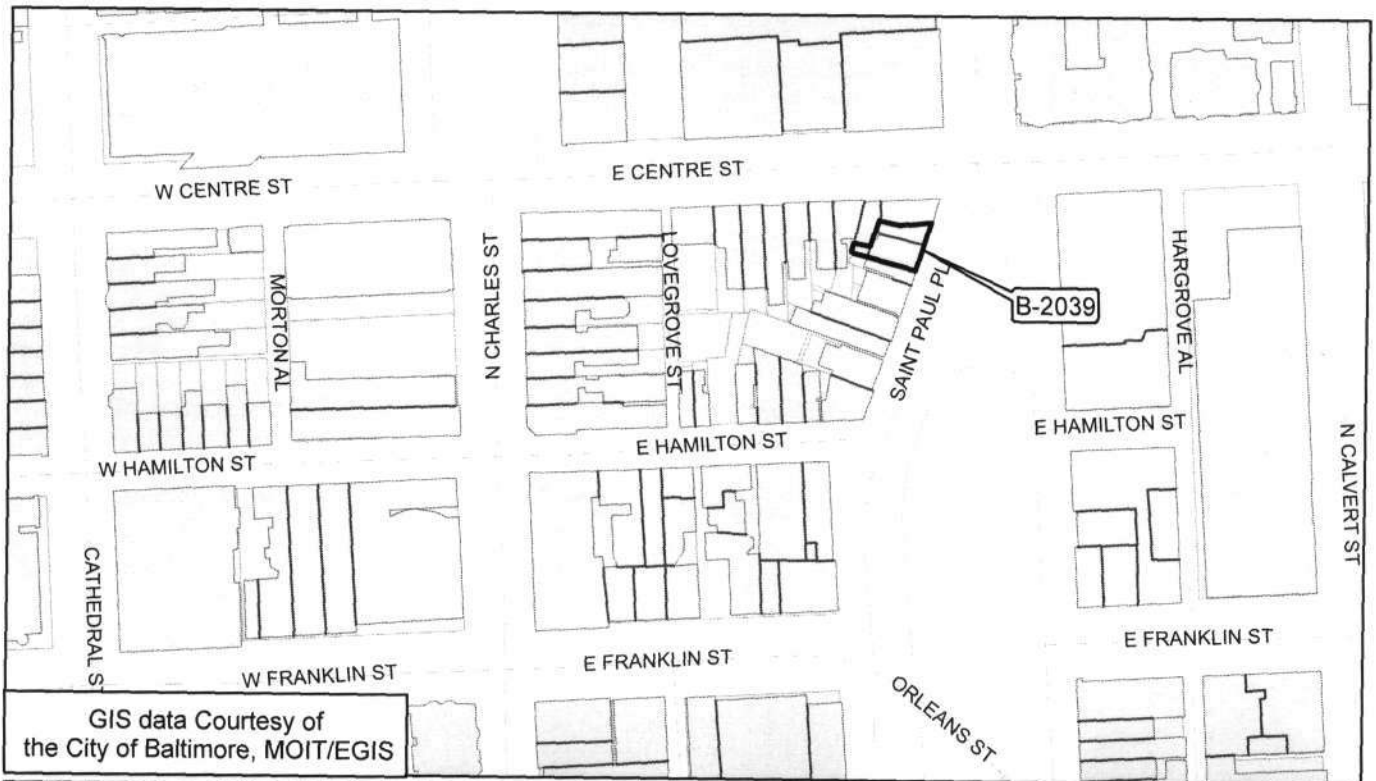 W CENTRE ST
E CENTRE ST
MORTON AL
N CHARLES ST
LOVEGROVE ST
SAINT PAUL PL
B-2039
HARGROVE AL
N CALVERT ST
W HAMILTON ST
E HAMILTON ST
E HAMILTON ST
CATHEDRAL S
W FRANKLIN ST
E FRANKLIN ST
E FRANKLIN ST
ORLEANS ST
GIS data Courtesy of
the City of Baltimore, MOIT/EGIS